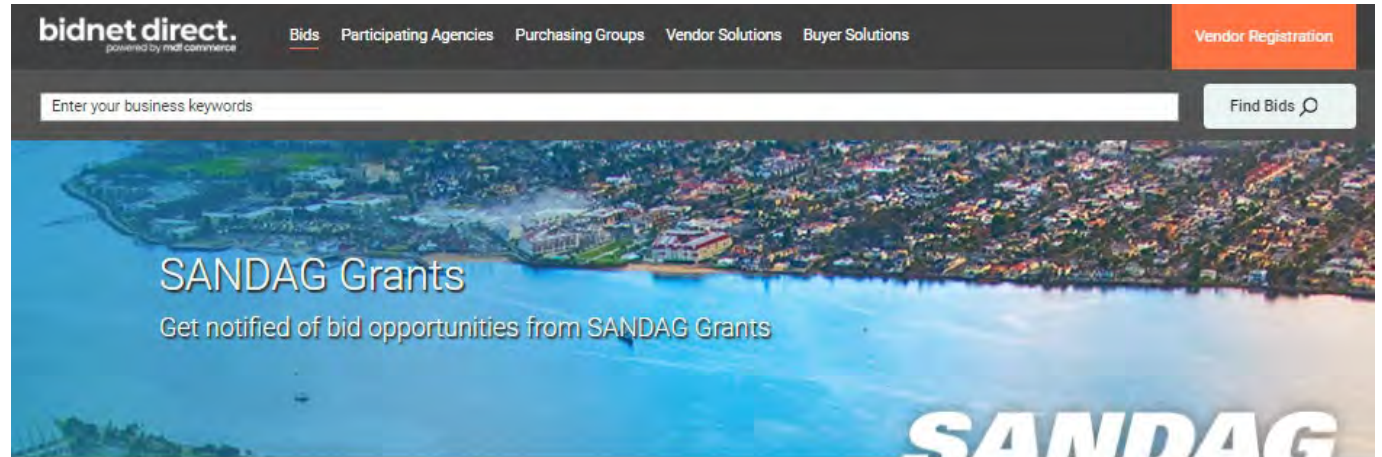 bidnet direct.
powered by mdf commerce
Bids Participating Agencies Purchasing Groups Vendor Solutions Buyer Solutions Vendor Registration
Enter your business keywords Find Bids
SANDAG Grants
Get notified of bid opportunities from SANDAG Grants
SANDAG